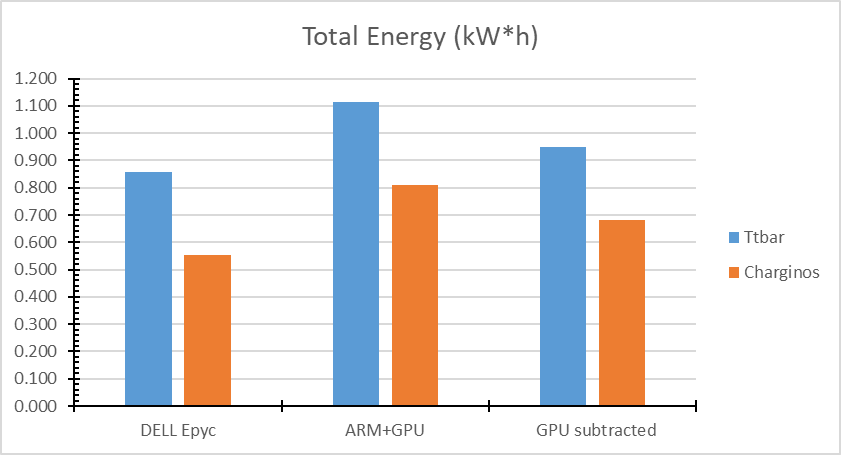 Total Energy (kW*h)
1.200
1.100
1.000
0.900
0.800
0.700
0.600
0.500
0.400
0.300
0.200
0.100
0.000
Ttbar
Charginos
DELL Epyc
ARM+GPU
GPU subtracted